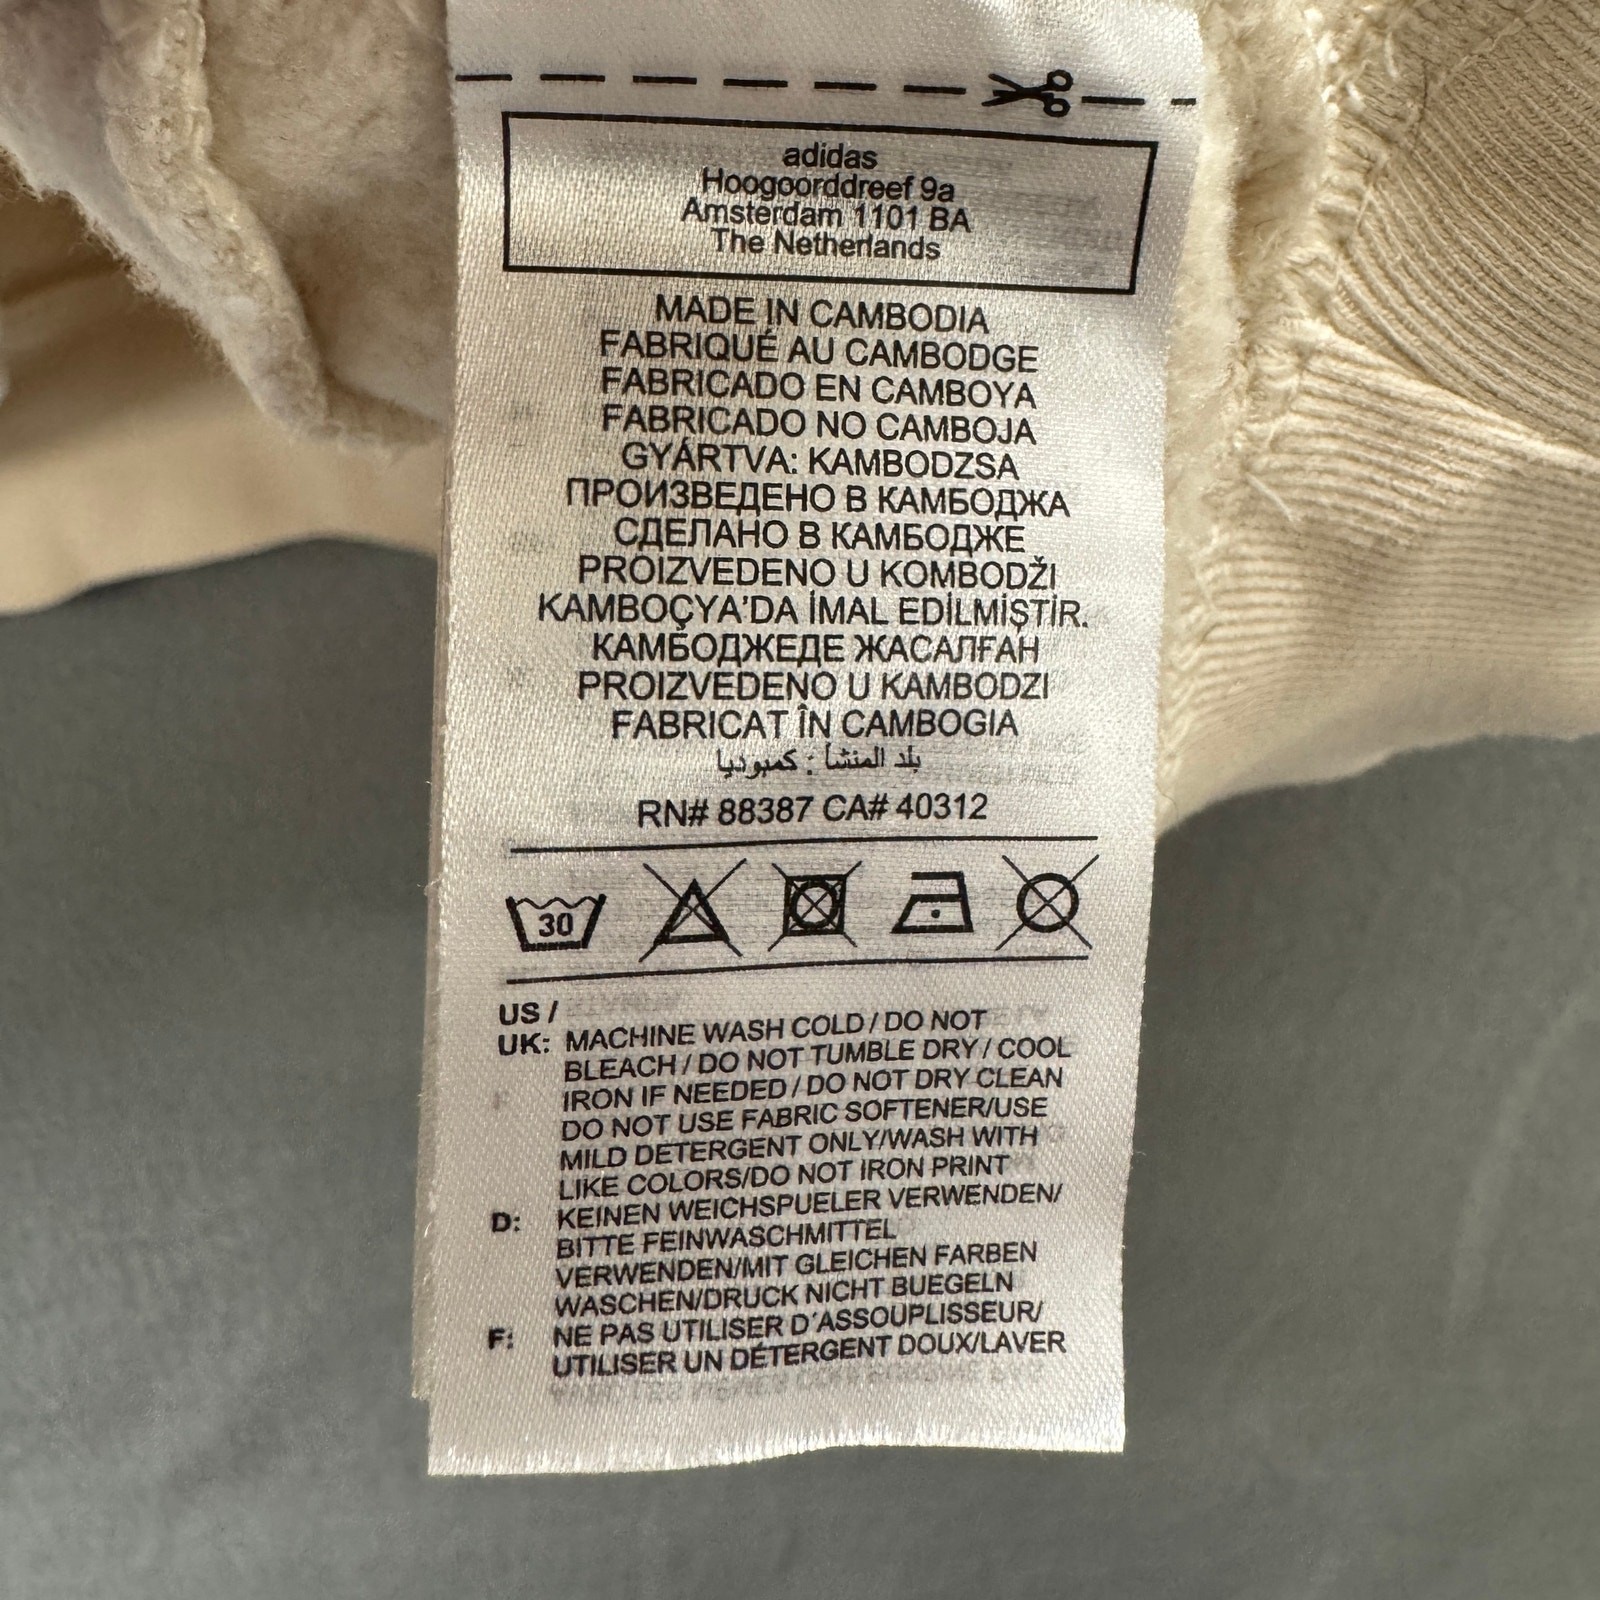 adidas
Hoogoorddreef 9a
Amsterdam 1101 BA
The Netherlands
MADE IN CAMBODIA
FABRIQUÉ AU CAMBODGE
FABRICADO EN CAMBOYA
FABRICADO NO CAMBOJA
GYÁRTVA: KAMBODZSA
ПРОИЗВЕДЕНО В КАМБОДЖА
СДЕЛАНО В КАМБОДЖЕ
PROIZVEDENO U KOMBODŽI
KAMBOÇYA'DA İMAL EDİLMİŞTİR.
КАМБОДЖЕДЕ ЖАСАЛҒАН
PROIZVEDENO U KAMBODZI
FABRICAT ÎN CAMBOGIA
بلد المنشأ : كمبوديا
RN# 88387 CA# 40312
30
US /
UK: MACHINE WASH COLD / DO NOT
BLEACH / DO NOT TUMBLE DRY / COOL
IRON IF NEEDED / DO NOT DRY CLEAN
DO NOT USE FABRIC SOFTENER/USE
MILD DETERGENT ONLY/WASH WITH
LIKE COLORS/DO NOT IRON PRINT
D: KEINEN WEICHSPUELER VERWENDEN/
BITTE FEINWASCHMITTEL
VERWENDEN/MIT GLEICHEN FARBEN
WASCHEN/DRUCK NICHT BUEGELN
F: NE PAS UTILISER D´ASSOUPLISSEUR/
UTILISER UN DÉTERGENT DOUX/LAVER